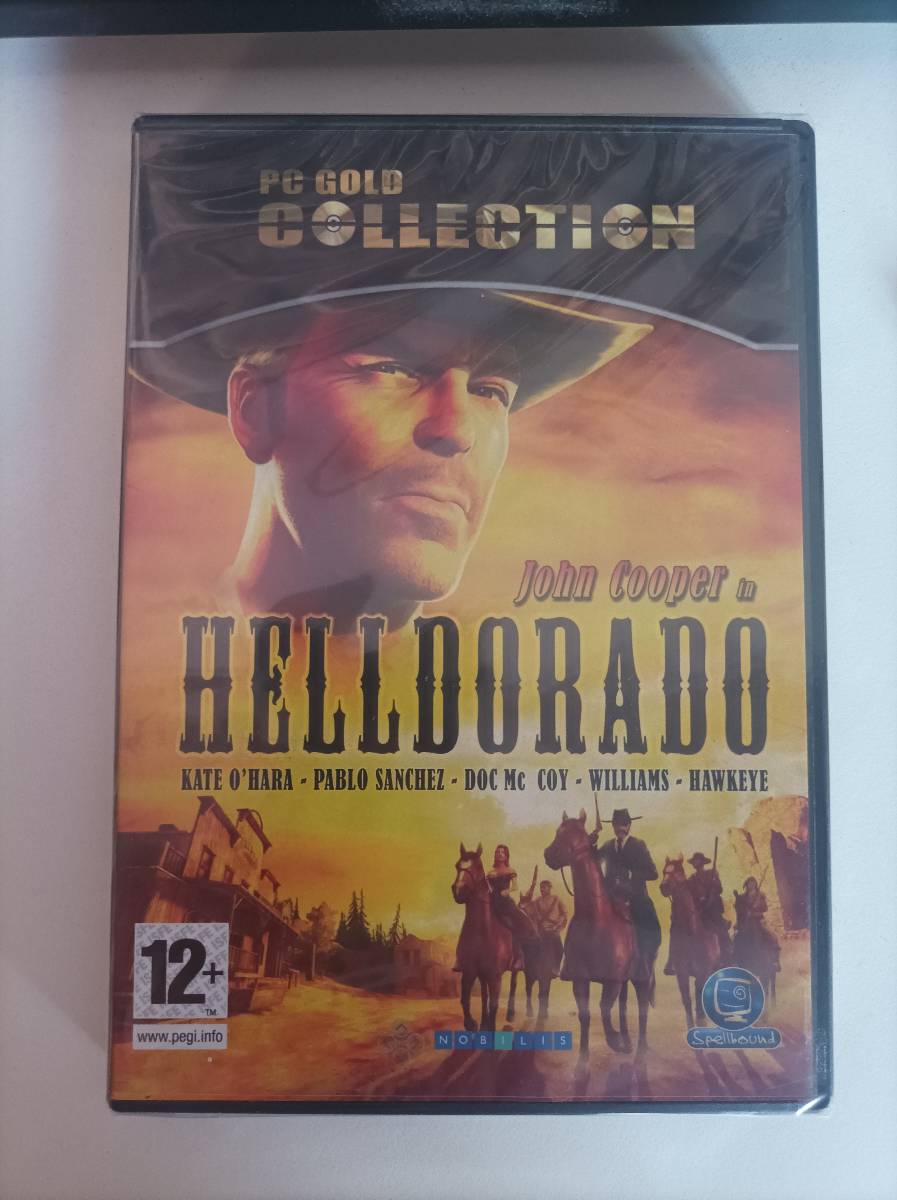 PC GOLD
COLLECTION
John Cooper in
HELLDORADO
KATE O'HARA - PABLO SANCHEZ - DOC Mc COY - WILLIAMS - HAWKEYE
12+
TM
www.pegi.info
NOBILIS
Spellbound